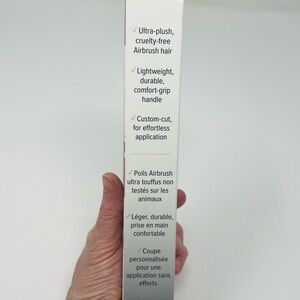 ✓Ultra-plush,
cruelty-free
Airbrush hair
✓Lightweight,
durable,
comfort-grip
handle
✓Custom-cut,
for effortless
application
✓Poils Airbrush
ultra touffus non
testés sur les
animaux
✓Léger, durable,
prise en main
confortable
✓Coupe
personnalisée
pour une
application sans
efforts